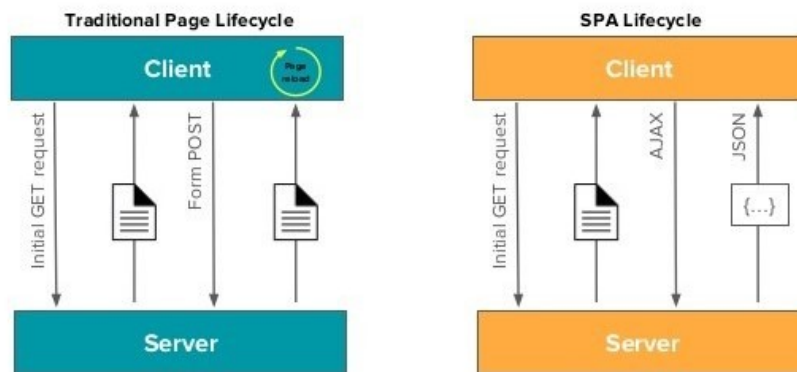 Traditional Page Lifecycle
Client
Page
reload
Initial GET request
Form POST
Server
SPA Lifecycle
Client
Initial GET request
AJAX
JSON
{...}
Server